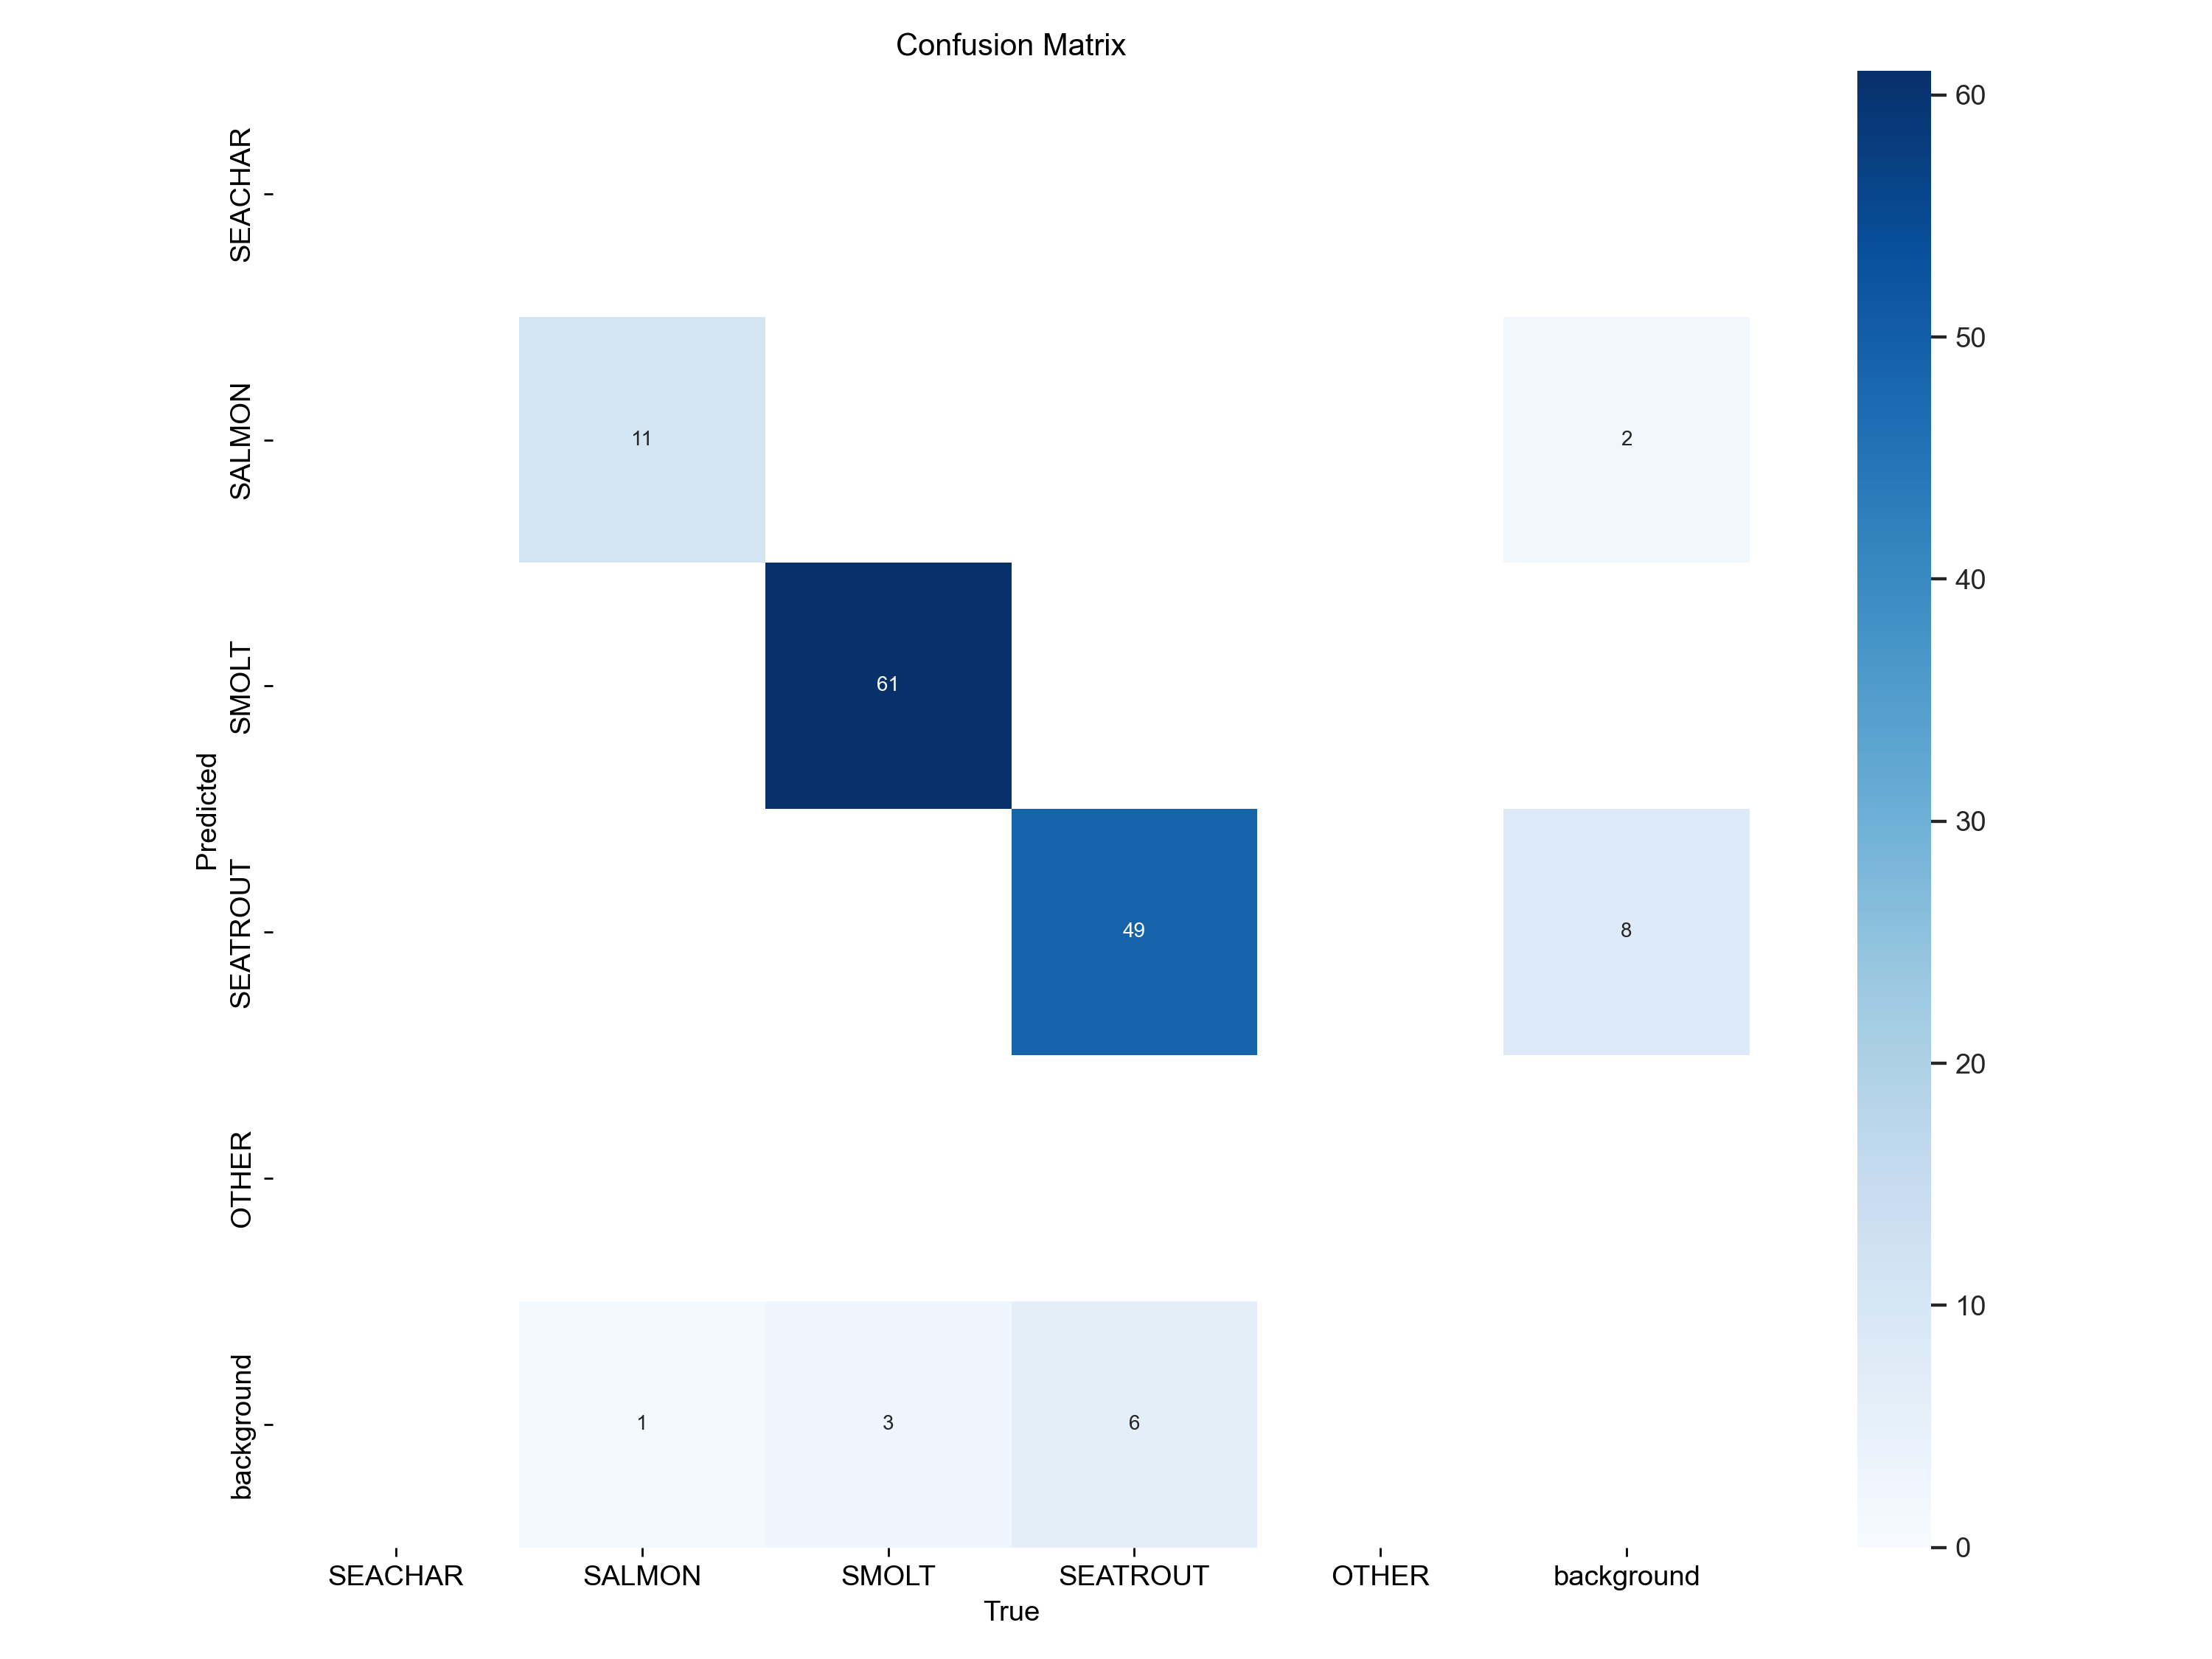 Confusion Matrix
SEACHAR
SALMON
SMOLT
SEATROUT
OTHER
background
Predicted
11
2
61
49
8
1
3
6
SEACHAR
SALMON
SMOLT
SEATROUT
OTHER
background
True
60
50
40
30
20
10
0